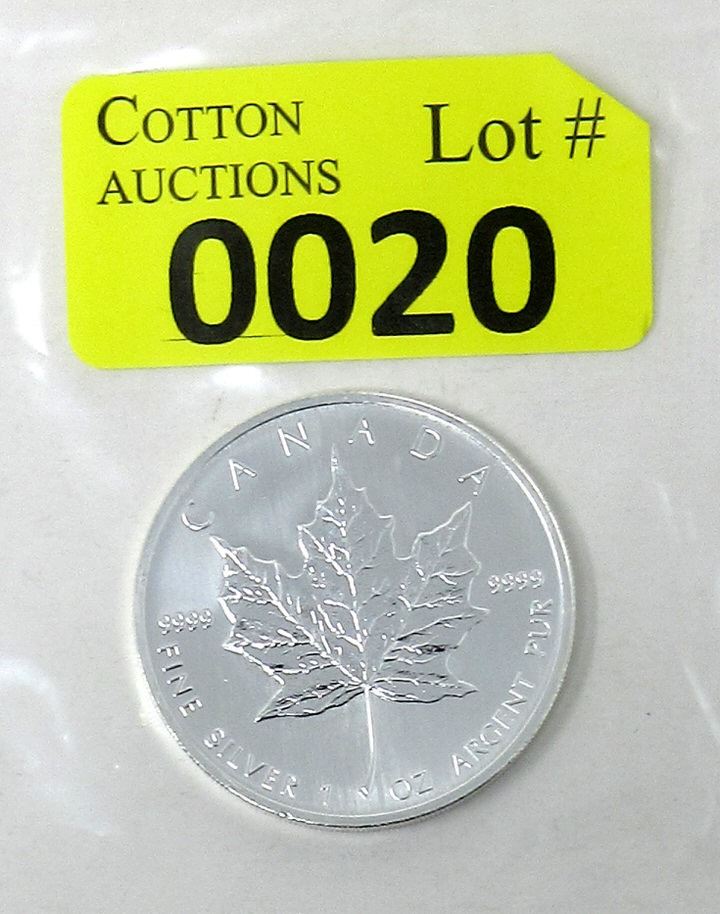 COTTON
AUCTIONS
Lot #
0020
CANADA
9999
9999
FINE SILVER 1 OZ ARGENT PUR